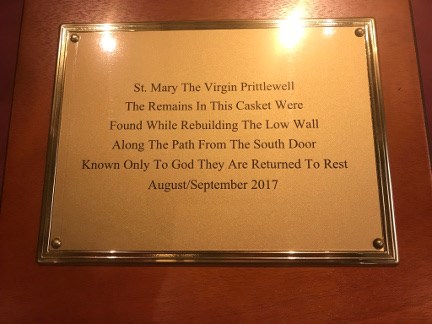 St. Mary The Virgin Prittlewell
The Remains In This Casket Were
Found While Rebuilding The Low Wall
Along The Path From The South Door
Known Only To God They Are Returned To Rest
August/September 2017